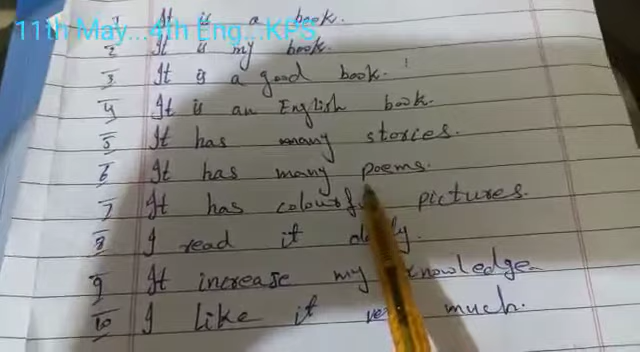 11th May...4th Eng...KPS
1 It is a book.
2 It is my book.
3 It is a good book.
4 It is an English book.
5 It has many stories.
6 It has many poems.
7 It has pictures.
8 I read it
9 It increase my knowledge.
10 I like it much.